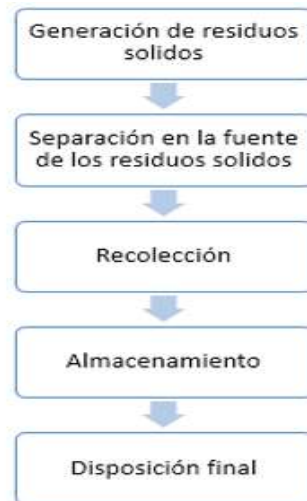 Generación de residuos
solidos
Separación en la fuente
de los residuos solidos
Recolección
Almacenamiento
Disposición final